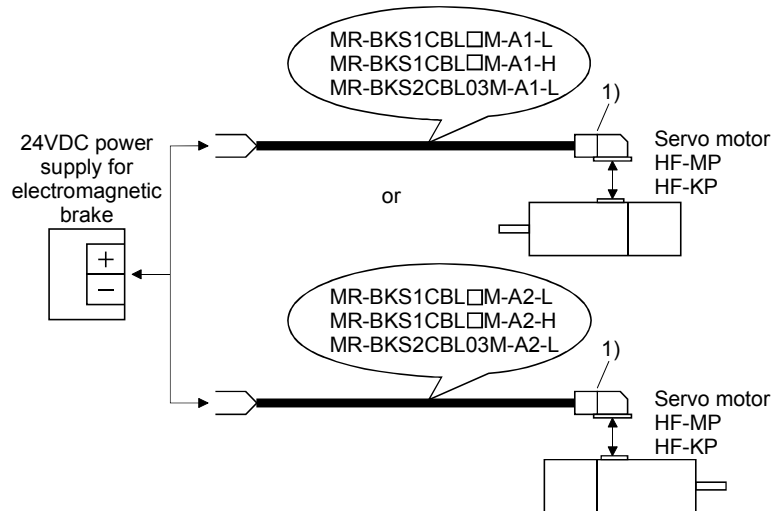 MR-BKS1CBL□M-A1-L
MR-BKS1CBL□M-A1-H
MR-BKS2CBL03M-A1-L
1)
24VDC power
supply for
electromagnetic
brake
Servo motor
HF-MP
HF-KP
or
+
−
MR-BKS1CBL□M-A2-L
MR-BKS1CBL□M-A2-H
MR-BKS2CBL03M-A2-L
1)
Servo motor
HF-MP
HF-KP